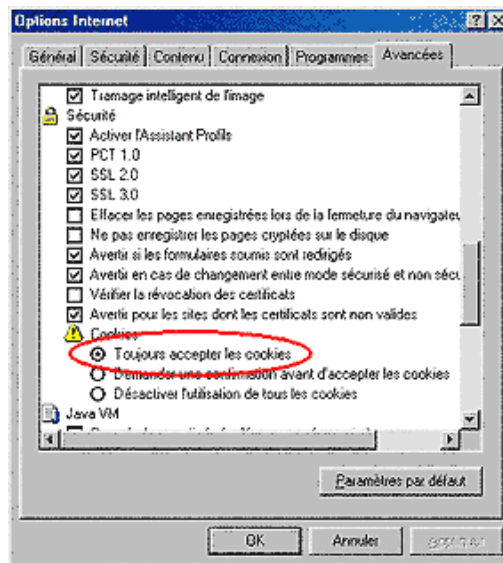 Options Internet
Général Sécurité Contenu Connexion Programmes Avancées
Tramage intelligent de l'image
Sécurité
Activer l'Assistant Profils
PCT 1.0
SSL 2.0
SSL 3.0
Effacer les pages enregistrées lors de la fermeture du navigateu
Ne pas enregistrer les pages cryptées sur le disque
Avertir si les formulaires soumis sont redirigés
Avertir en cas de changement entre mode sécurisé et non sécu
Vérifier la révocation des certificats
Avertir pour les sites dont les certificats sont non valides
Cookies
Toujours accepter les cookies
Demander une confirmation avant d'accepter les cookies
Désactiver l'utilisation de tous les cookies
Java VM
Paramètres par défaut
OK Annuler